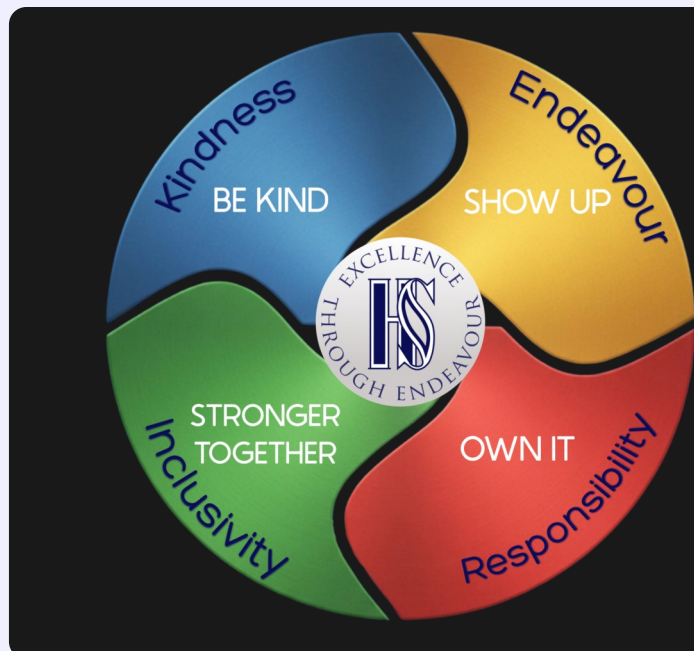 Kindness
BE KIND
Endeavour
SHOW UP
EXCELLENCE
THROUGH ENDEAVOUR
HS
STRONGER
TOGETHER
Inclusivity
OWN IT
Responsibility